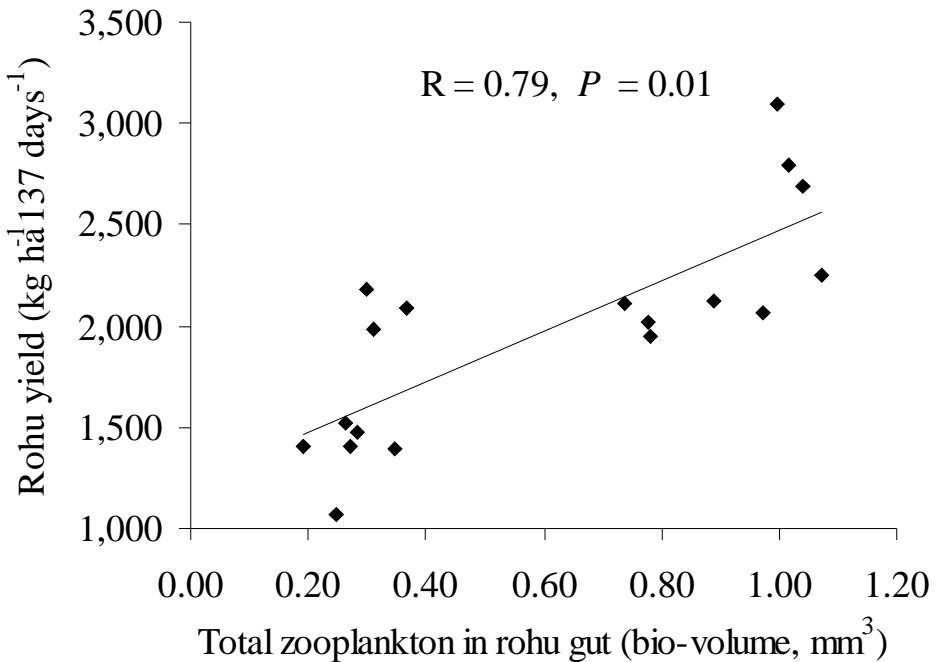 3,500
3,000
2,500
2,000
1,500
1,000
Rohu yield (kg ha⁻¹ 137 days⁻¹)
R = 0.79, P = 0.01
0.00 0.20 0.40 0.60 0.80 1.00 1.20
Total zooplankton in rohu gut (bio-volume, mm³)